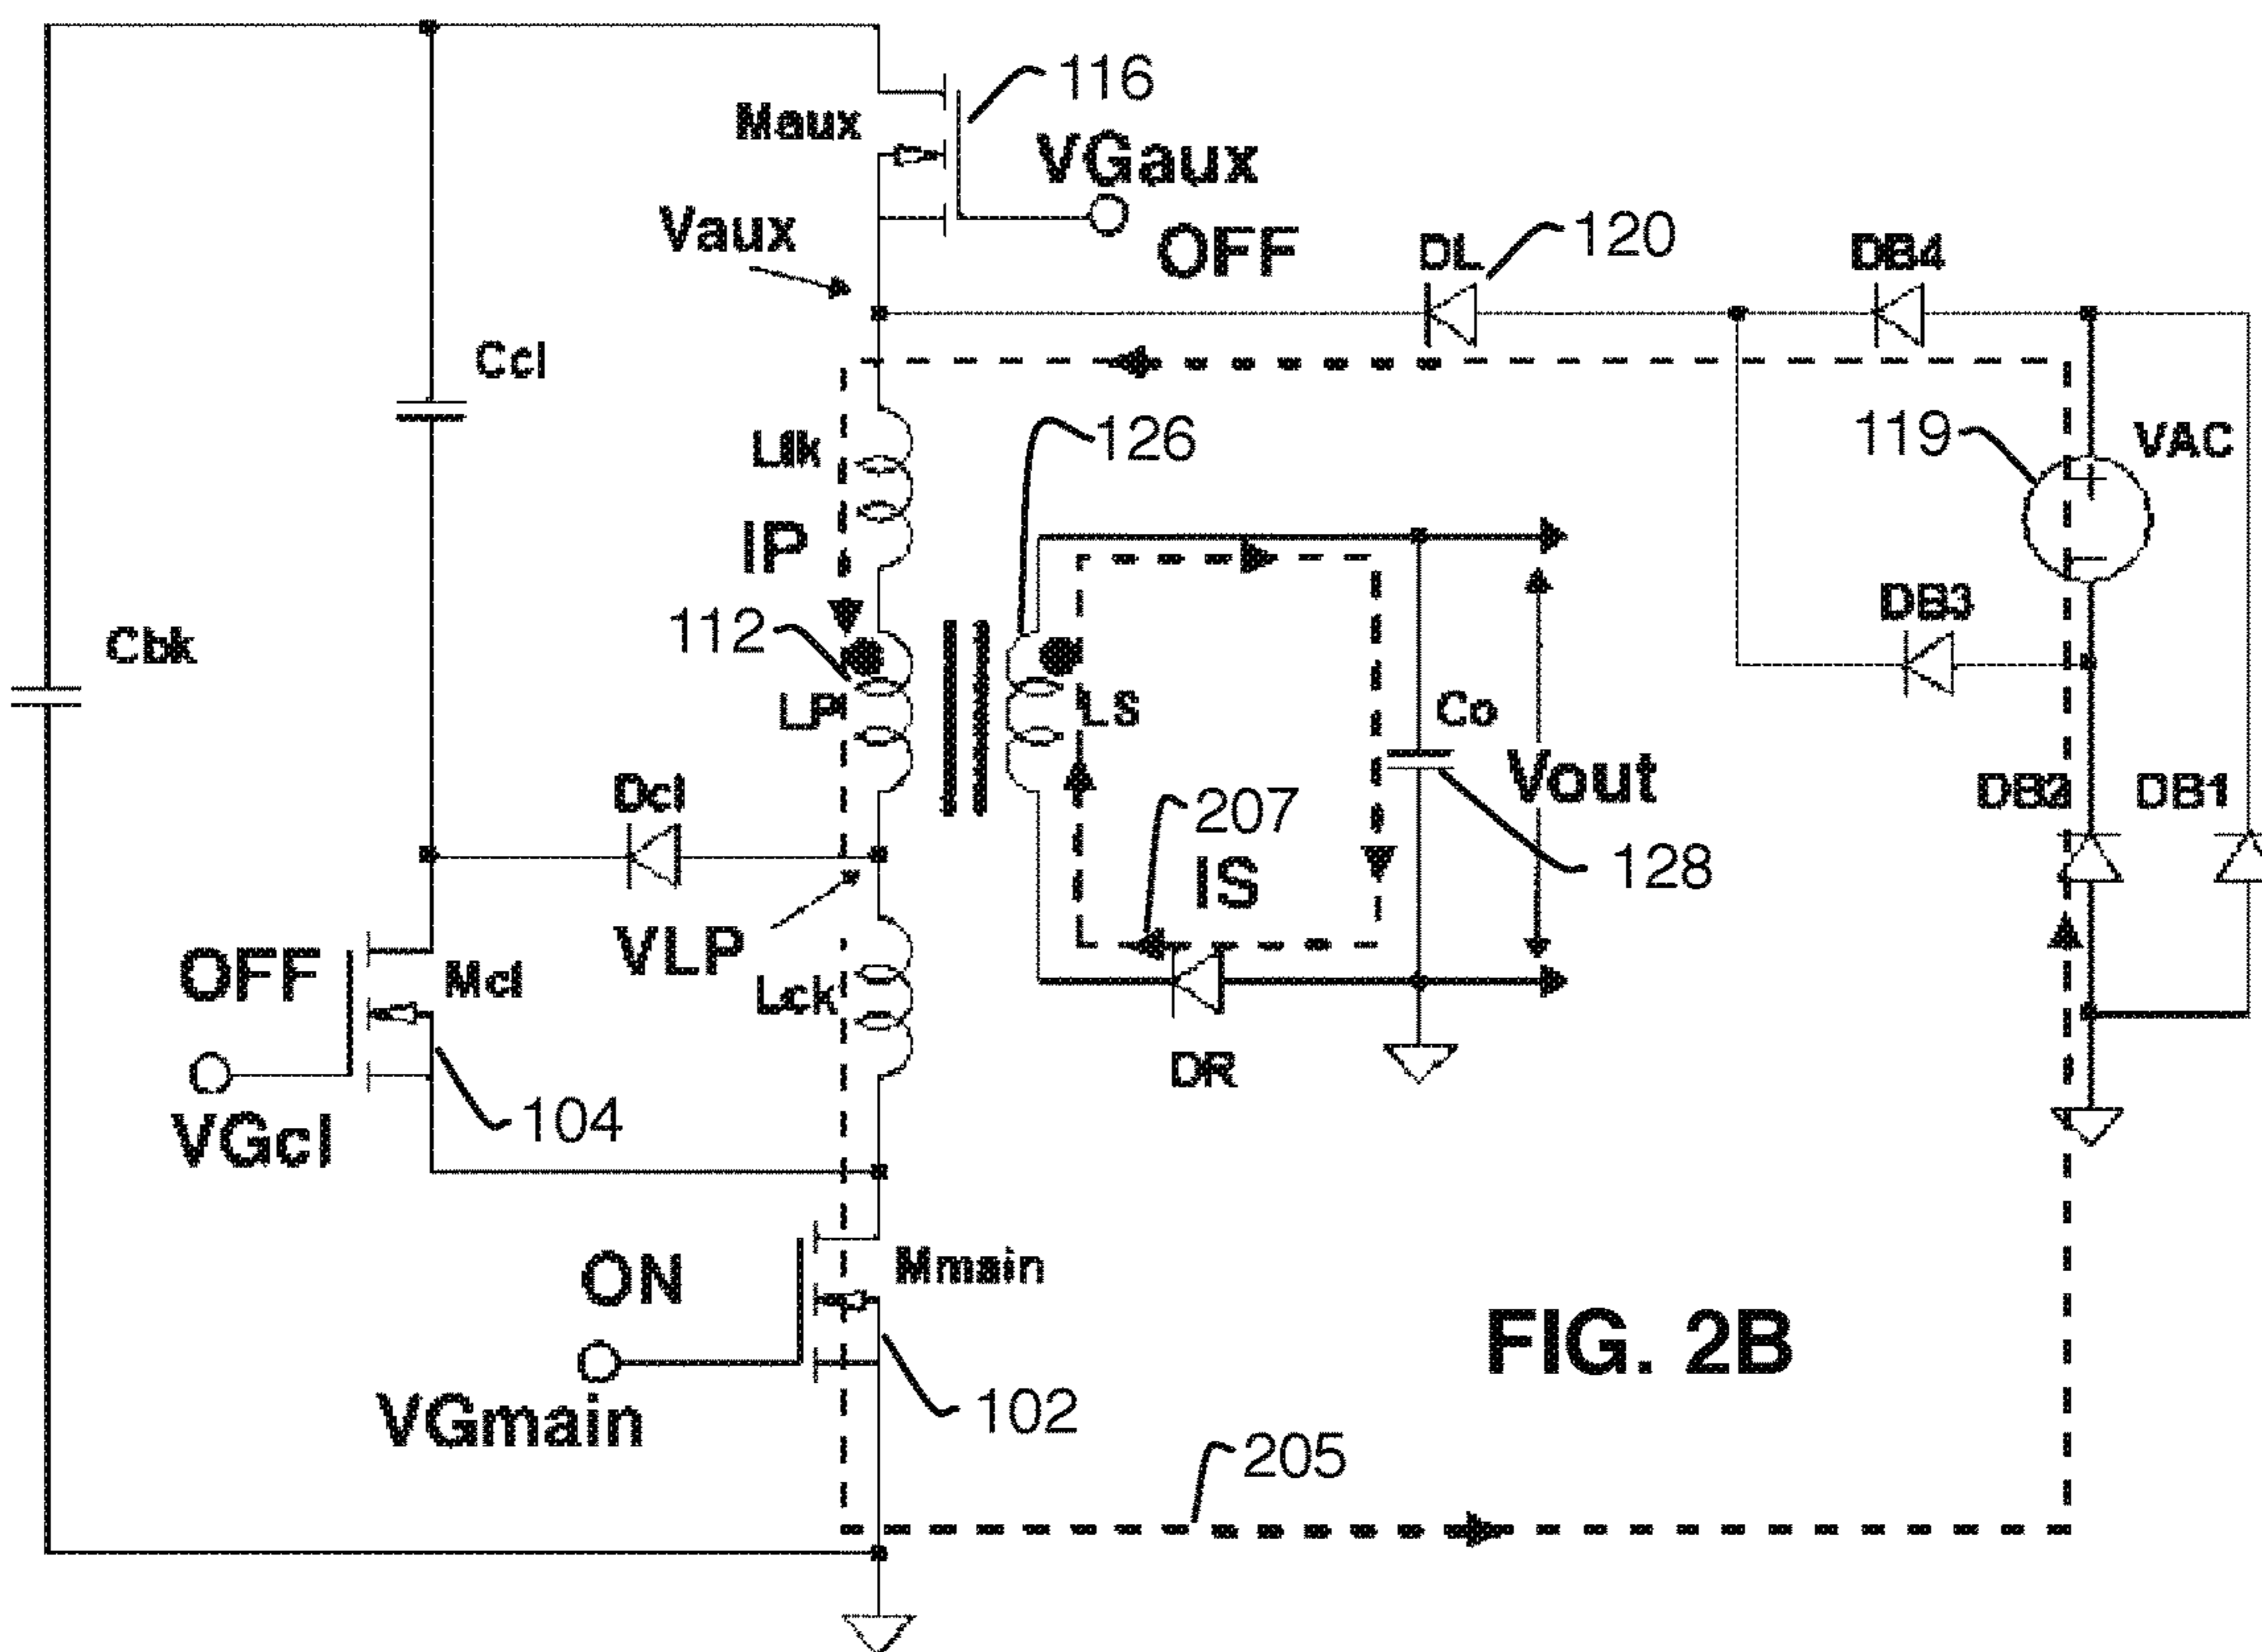 116
Maux
VGaux
Vaux
OFF
DL
120
DB4
Ccl
Llk
126
119
VAC
IP
112
DB3
Cbk
LP
LS
Co
Vout
Dcl
207
IS
128
DB2
DB1
OFF
Mcl
VLP
Lck
DR
104
VGcl
ON
Mmain
FIG. 2B
102
VGmain
205